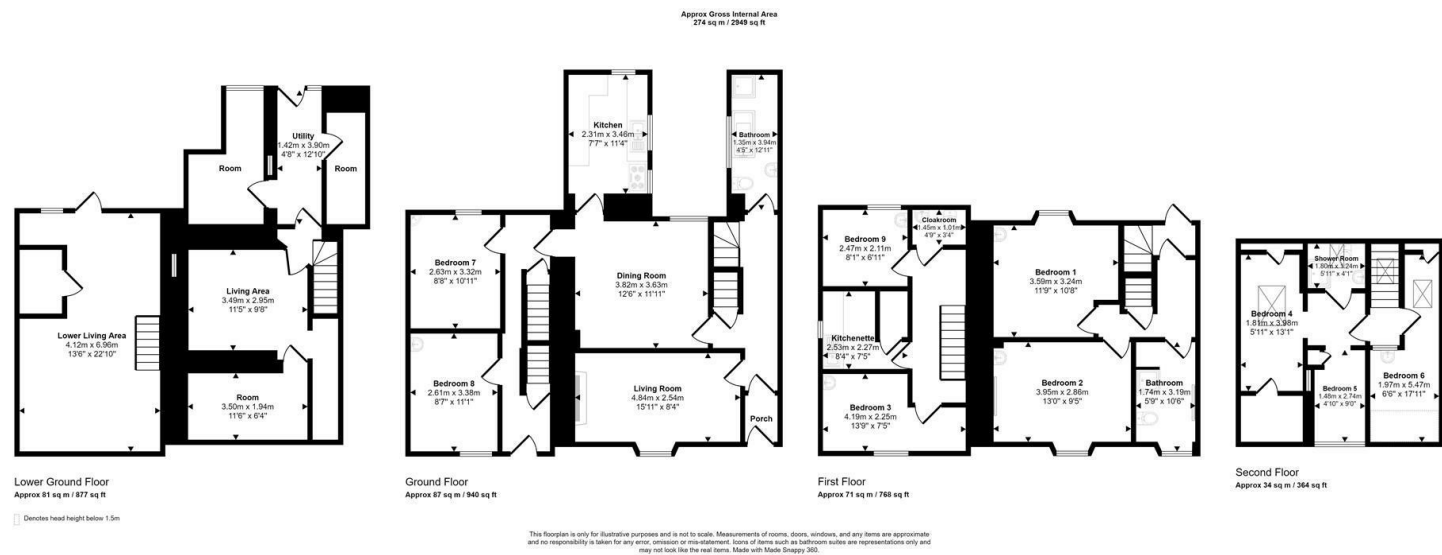 Approx Gross Internal Area
274 sq m / 2949 sq ft
Utility
1.42m x 3.90m
4'8" x 12'10"
Room
Room
Living Area
3.49m x 2.95m
11'5" x 9'8"
Lower Living Area
4.12m x 6.96m
13'6" x 22'10"
Room
3.50m x 1.94m
11'6" x 6'4"
Lower Ground Floor
Approx 81 sq m / 877 sq ft
Denotes head height below 1.5m
Kitchen
2.31m x 3.46m
7'7" x 11'4"
Bathroom
1.35m x 3.94m
4'5" x 12'11"
Bedroom 7
2.63m x 3.32m
8'8" x 10'11"
Dining Room
3.82m x 3.63m
12'6" x 11'11"
Bedroom 8
2.61m x 3.38m
8'7" x 11'1"
Living Room
4.84m x 2.54m
15'11" x 8'4"
Porch
Ground Floor
Approx 87 sq m / 940 sq ft
Cloakroom
1.45m x 1.01m
4'9" x 3'4"
Bedroom 9
2.47m x 2.11m
8'1" x 6'11"
Bedroom 1
3.59m x 3.24m
11'9" x 10'8"
Kitchenette
2.53m x 2.27m
8'4" x 7'5"
Bedroom 3
4.19m x 2.25m
13'9" x 7'5"
Bedroom 2
3.95m x 2.86m
13'0" x 9'5"
Bathroom
1.74m x 3.19m
5'9" x 10'6"
First Floor
Approx 71 sq m / 768 sq ft
Shower Room
1.80m x 1.24m
5'11" x 4'1"
Bedroom 4
1.81m x 3.98m
5'11" x 13'1"
Bedroom 5
1.48m x 2.74m
4'10" x 9'0"
Bedroom 6
1.97m x 5.47m
6'6" x 17'11"
Second Floor
Approx 34 sq m / 364 sq ft
This floorplan is only for illustrative purposes and is not to scale. Measurements of rooms, doors, windows, and any items are approximate
and no responsibility is taken for any error, omission or mis-statement. Icons of items such as bathroom suites are representations only and
may not look like the real items. Made with Made Snappy 360.